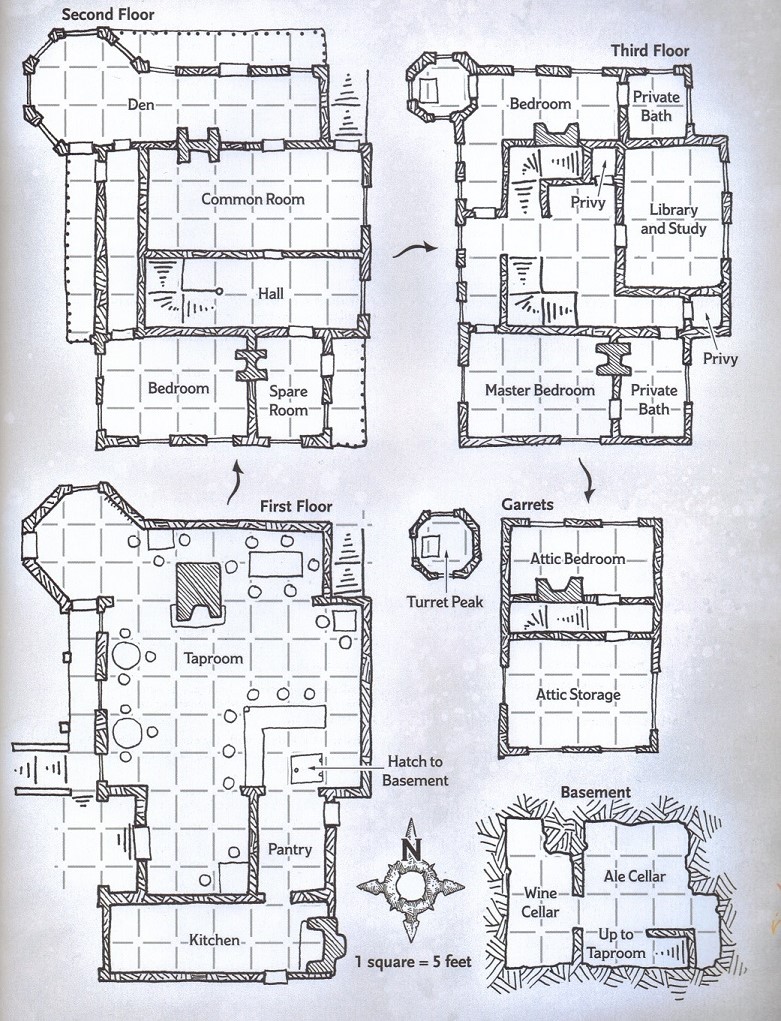 Second Floor
Den
Common Room
Hall
Bedroom
Spare
Room
Third Floor
Bedroom
Private
Bath
Privy
Library
and Study
Privy
Master Bedroom
Private
Bath
First Floor
Taproom
Hatch to
Basement
Pantry
Kitchen
Garrets
Attic Bedroom
Turret Peak
Attic Storage
Basement
Wine
Cellar
Ale Cellar
Up to
Taproom
N
1 square = 5 feet